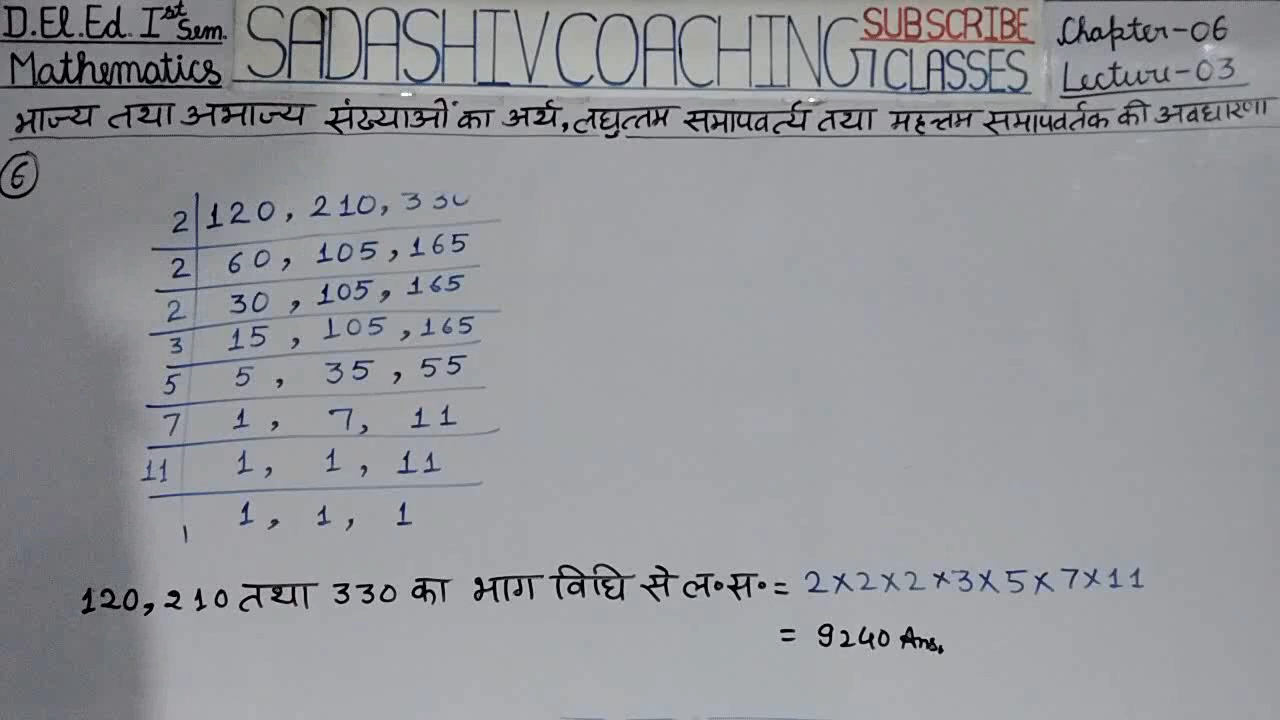 D.El.Ed. Ist Sem. Mathematics
SADASHIV COACHING CLASSES
SUBSCRIBE
Chapter-06
Lecture-03
भाज्य तथा अभाज्य संख्याओं का अर्थ, लघुत्तम समापवर्त्य तथा महत्तम समापवर्तक की अवधारणा
6
2 120, 210, 330
2 60, 105, 165
2 30, 105, 165
3 15, 105, 165
5 5, 35, 55
7 1, 7, 11
11 1, 1, 11
1, 1, 1
120, 210 तथा 330 का भाग विधि से ल॰स॰ = 2×2×2×3×5×7×11
= 9240 Ans.